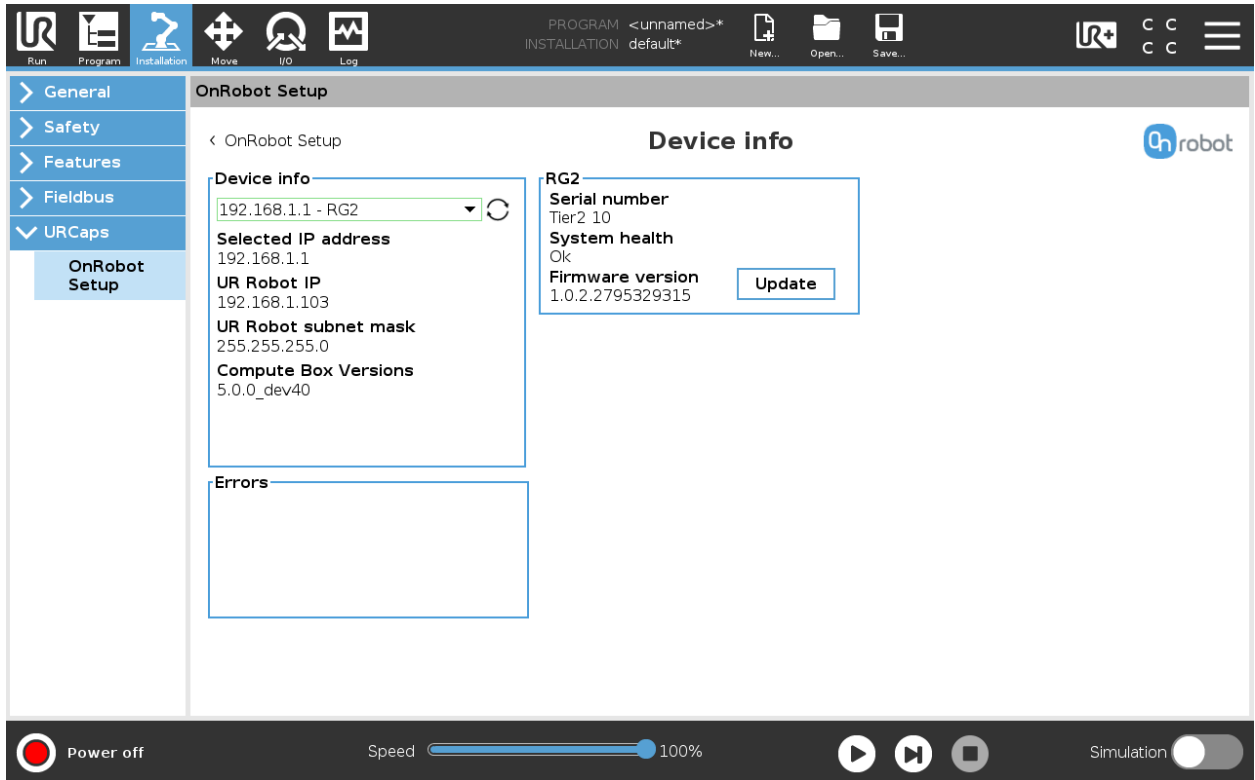 PROGRAM <unnamed>*
INSTALLATION default*
Run
Program
Installation
Move
I/O
Log
New...
Open...
Save...
UR
UR+
C C
C C
General
Safety
Features
Fieldbus
URCaps
OnRobot
Setup
OnRobot Setup
‹ OnRobot Setup
Device info
On robot
Device info
192.168.1.1 - RG2
Selected IP address
192.168.1.1
UR Robot IP
192.168.1.103
UR Robot subnet mask
255.255.255.0
Compute Box Versions
5.0.0_dev40
RG2
Serial number
Tier2 10
System health
Ok
Firmware version
1.0.2.2795329315
Update
Errors
Power off
Speed
100%
Simulation